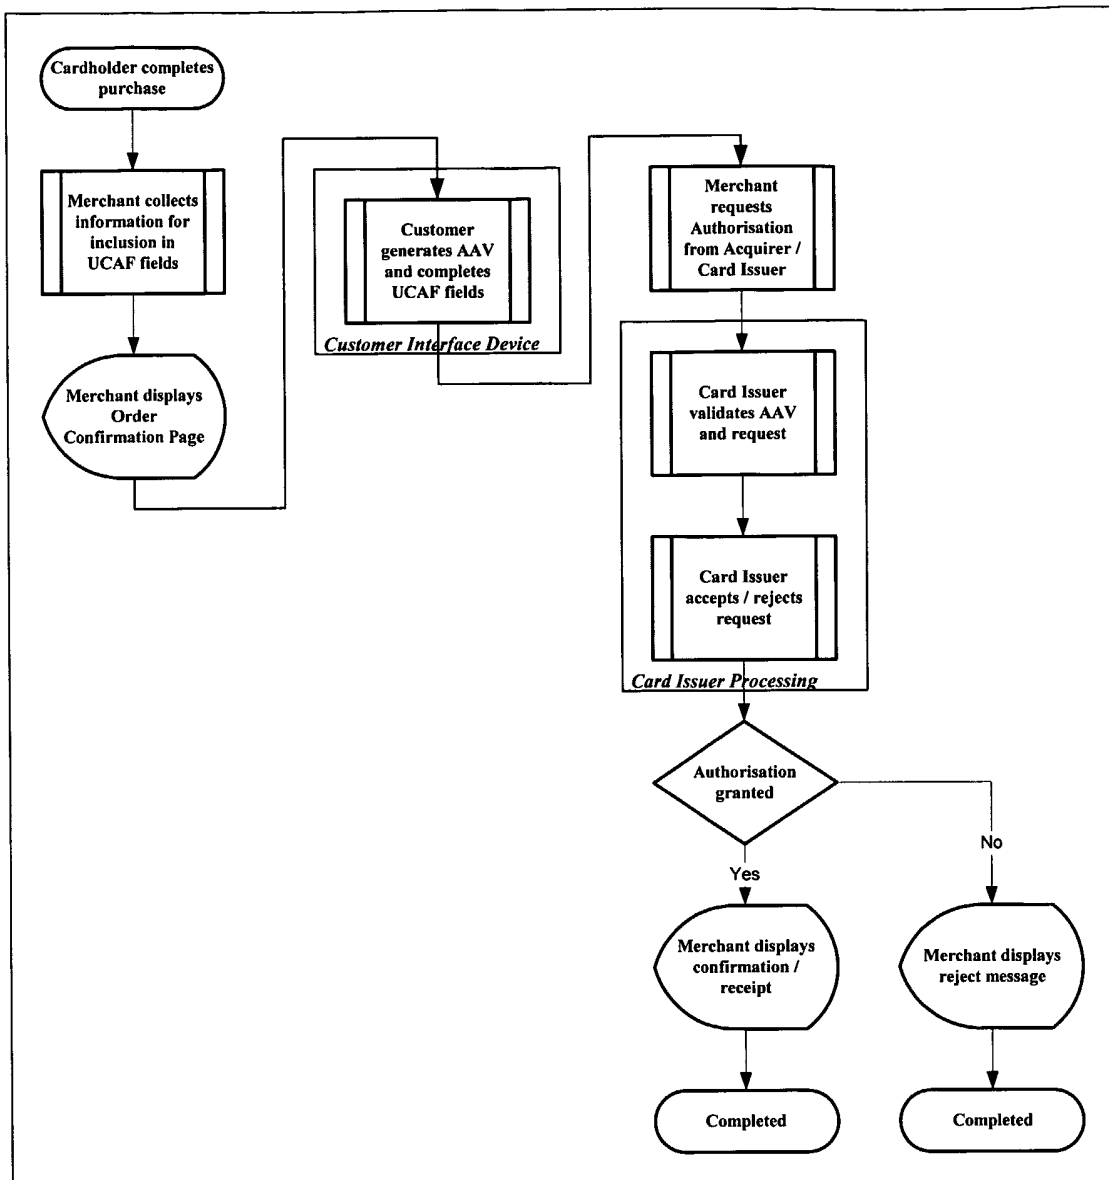 Cardholder completes
purchase
Merchant collects
information for
inclusion in
UCAF fields
Merchant displays
Order
Confirmation Page
Customer
generates AAV
and completes
UCAF fields
Customer Interface Device
Merchant
requests
Authorisation
from Acquirer /
Card Issuer
Card Issuer
validates AAV
and request
Card Issuer
accepts / rejects
request
Card Issuer Processing
Authorisation
granted
Yes
No
Merchant displays
confirmation /
receipt
Merchant displays
reject message
Completed
Completed